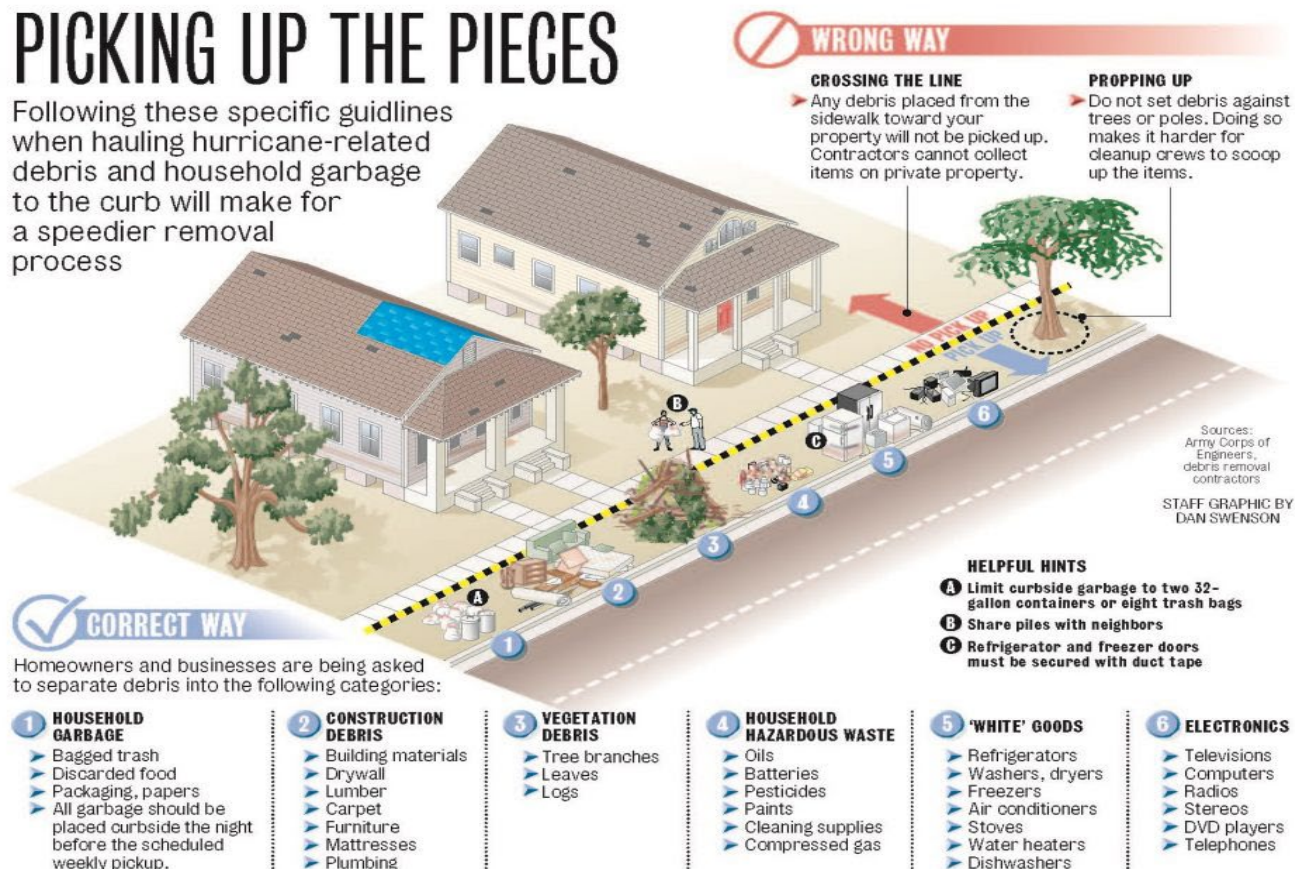 PICKING UP THE PIECES
Following these specific guidlines
when hauling hurricane-related
debris and household garbage
to the curb will make for
a speedier removal
process
WRONG WAY
CROSSING THE LINE
Any debris placed from the
sidewalk toward your
property will not be picked up.
Contractors cannot collect
items on private property.
PROPPING UP
Do not set debris against
trees or poles. Doing so
makes it harder for
cleanup crews to scoop
up the items.
NO PICK UP
PICK UP
B
C
A
6
5
4
3
2
1
Sources:
Army Corps of
Engineers,
debris removal
contractors
STAFF GRAPHIC BY
DAN SWENSON
HELPFUL HINTS
A Limit curbside garbage to two 32-
gallon containers or eight trash bags
B Share piles with neighbors
C Refrigerator and freezer doors
must be secured with duct tape
CORRECT WAY
Homeowners and businesses are being asked
to separate debris into the following categories:
1 HOUSEHOLD
GARBAGE
Bagged trash
Discarded food
Packaging, papers
All garbage should be
placed curbside the night
before the scheduled
weekly pickup.
2 CONSTRUCTION
DEBRIS
Building materials
Drywall
Lumber
Carpet
Furniture
Mattresses
Plumbing
3 VEGETATION
DEBRIS
Tree branches
Leaves
Logs
4 HOUSEHOLD
HAZARDOUS WASTE
Oils
Batteries
Pesticides
Paints
Cleaning supplies
Compressed gas
5 'WHITE' GOODS
Refrigerators
Washers, dryers
Freezers
Air conditioners
Stoves
Water heaters
Dishwashers
6 ELECTRONICS
Televisions
Computers
Radios
Stereos
DVD players
Telephones